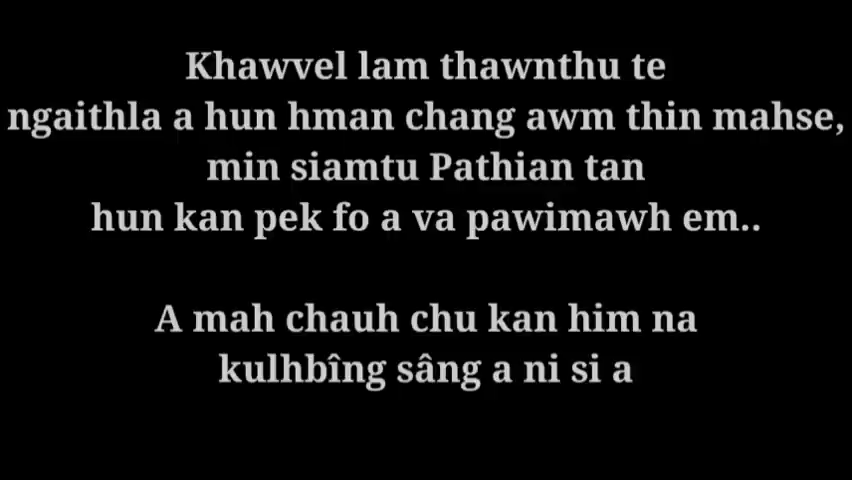 Khawvel lam thawnthu te
ngaithla a hun hman chang awm thin mahse,
min siamtu Pathian tan
hun kan pek fo a va pawimawh em..
A mah chauh chu kan him na
kulhbîng sâng a ni si a